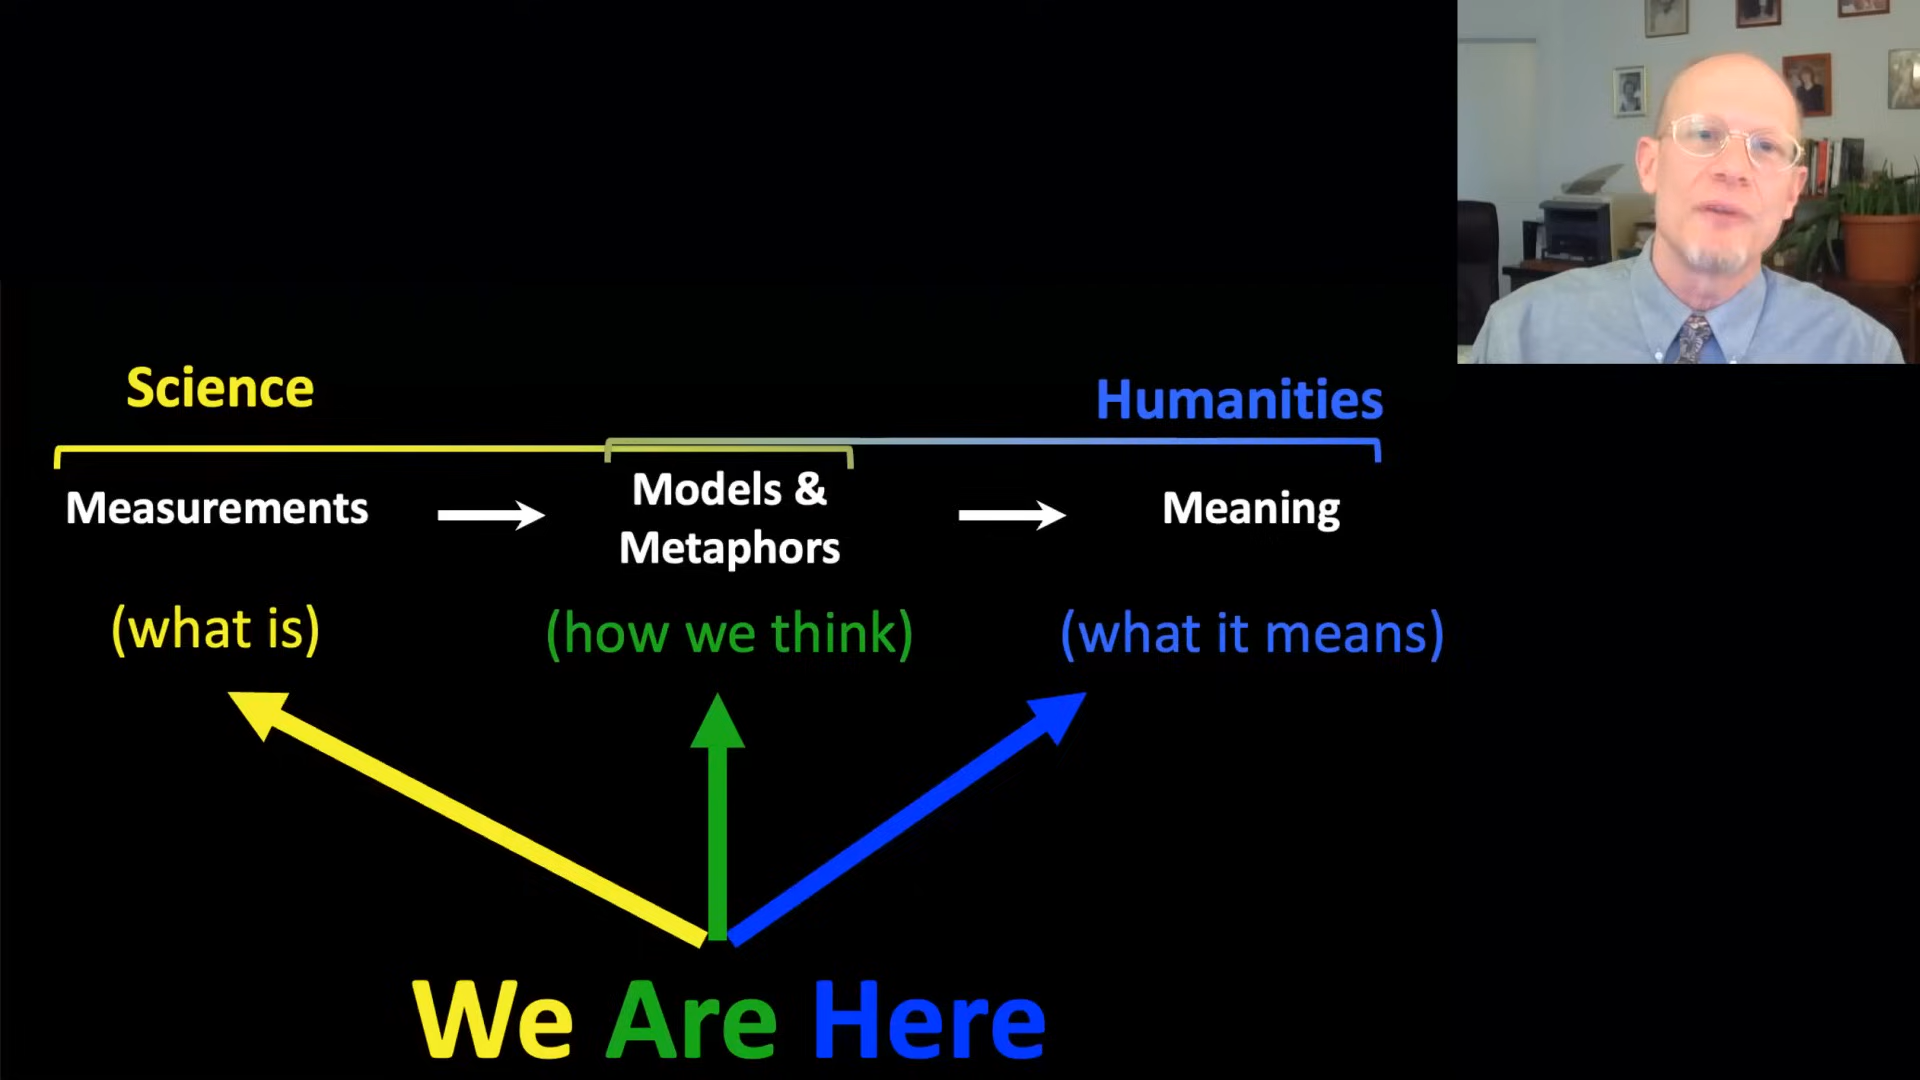 Science
Humanities
Measurements
Models &
Metaphors
Meaning
(what is)
(how we think)
(what it means)
We Are Here